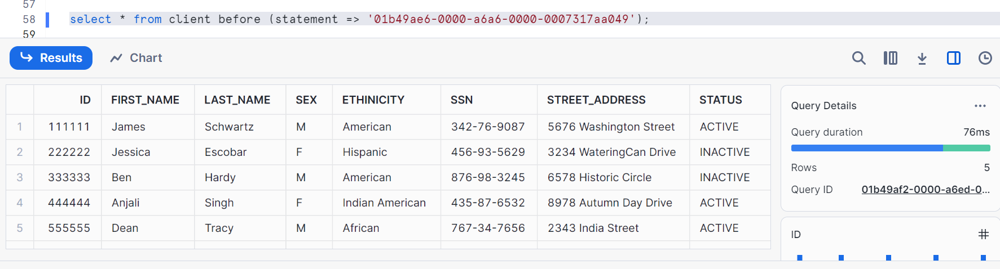 57
58 select * from client before (statement => '01b49ae6-0000-a6a6-0000-0007317aa049');
59
Results Chart
ID FIRST_NAME LAST_NAME SEX ETHINICITY SSN STREET_ADDRESS STATUS
1 111111 James Schwartz M American 342-76-9087 5676 Washington Street ACTIVE
2 222222 Jessica Escobar F Hispanic 456-93-5629 3234 WateringCan Drive INACTIVE
3 333333 Ben Hardy M American 876-98-3245 6578 Historic Circle INACTIVE
4 444444 Anjali Singh F Indian American 435-87-6532 8978 Autumn Day Drive ACTIVE
5 555555 Dean Tracy M African 767-34-7656 2343 India Street ACTIVE
Query Details ...
Query duration 76ms
Rows 5
Query ID 01b49af2-0000-a6ed-0...
ID #